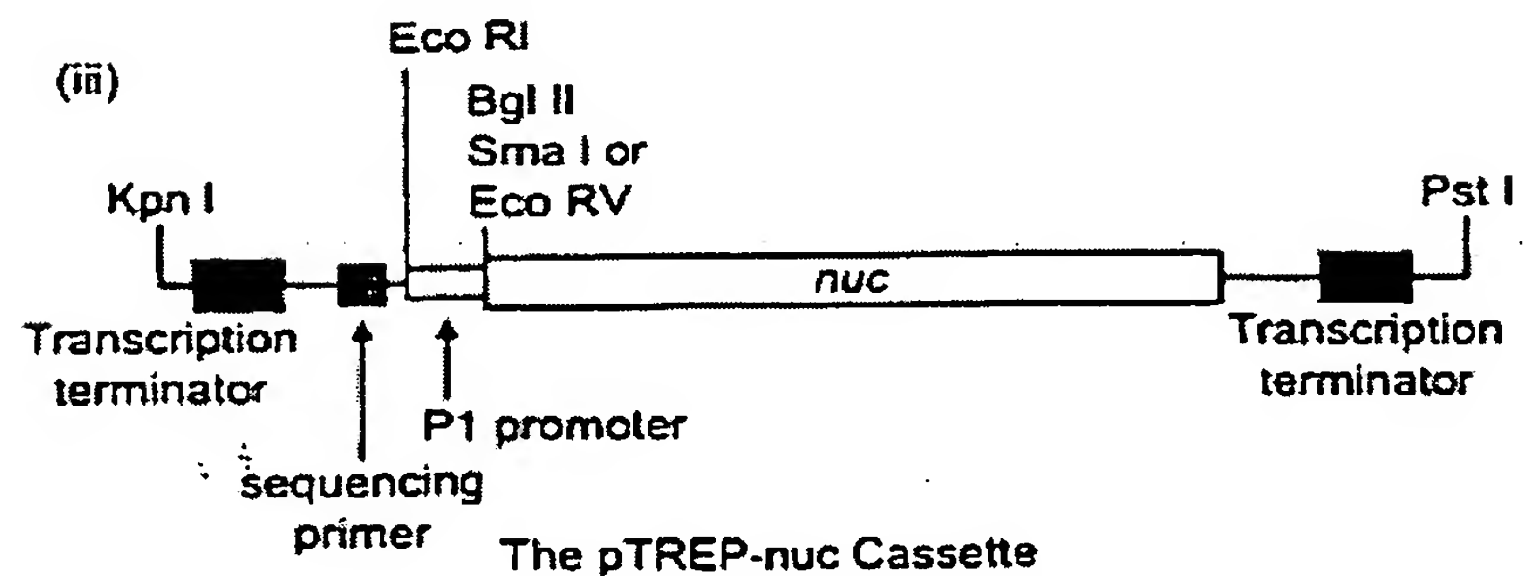 (iii)
Eco RI
Bgl II
Sma I or
Eco RV
Kpn I
Pst I
nuc
Transcription
terminator
P1 promoter
sequencing
primer
Transcription
terminator
The pTREP-nuc Cassette